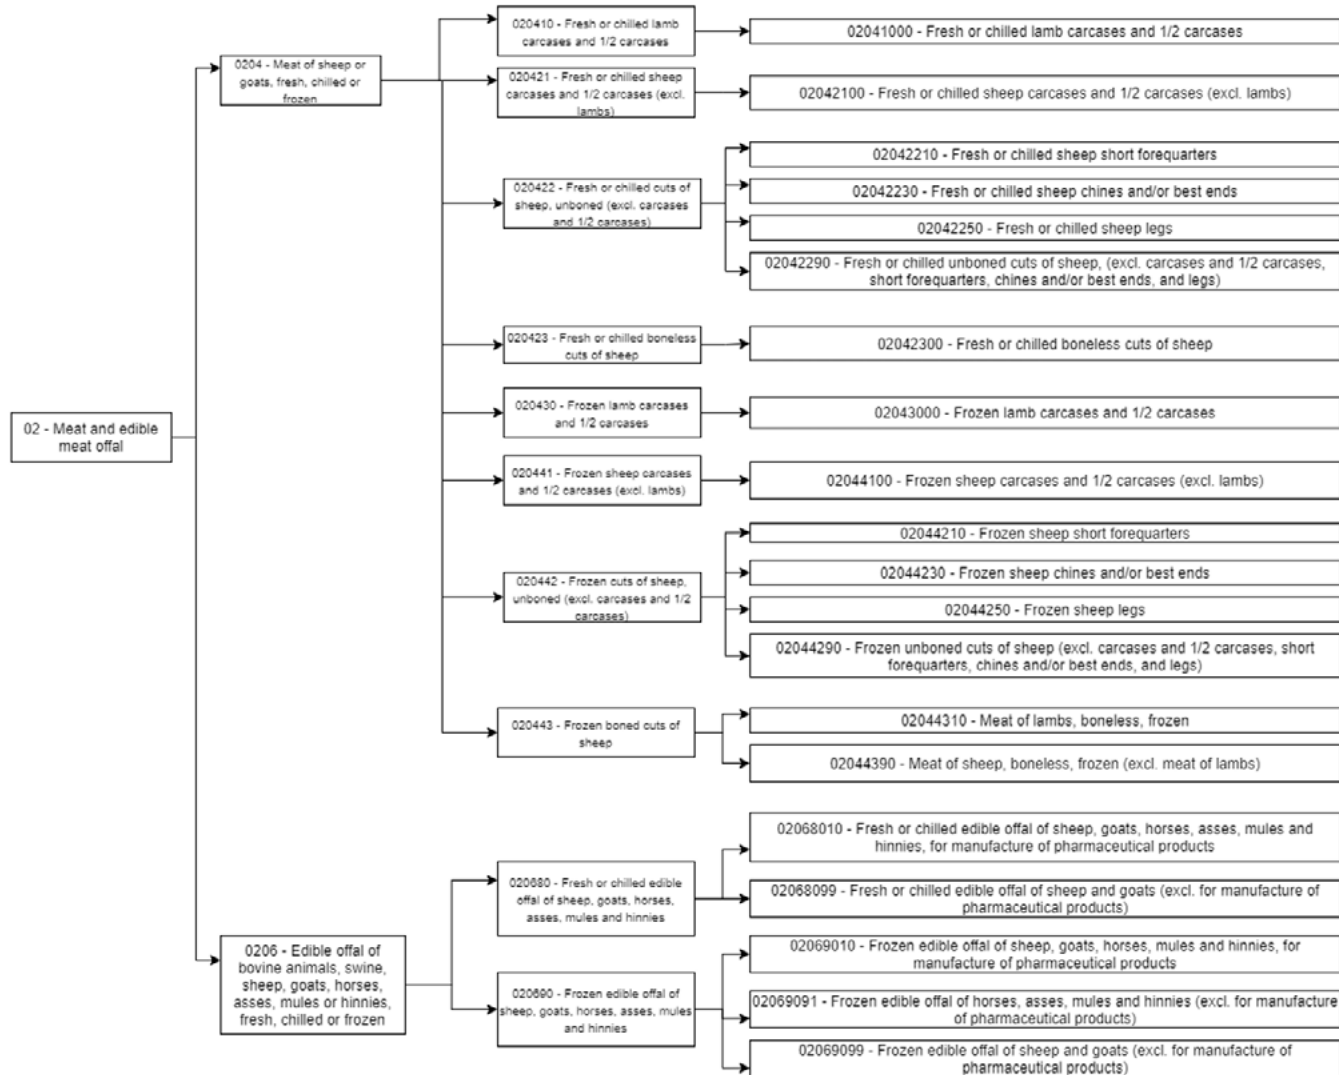 02 - Meat and edible
meat offal
0204 - Meat of sheep or
goats, fresh, chilled or
frozen
020410 - Fresh or chilled lamb
carcases and 1/2 carcases
02041000 - Fresh or chilled lamb carcases and 1/2 carcases
020421 - Fresh or chilled sheep
carcases and 1/2 carcases (excl.
lambs)
02042100 - Fresh or chilled sheep carcases and 1/2 carcases (excl. lambs)
020422 - Fresh or chilled cuts of
sheep, unboned (excl. carcases
and 1/2 carcases)
02042210 - Fresh or chilled sheep short forequarters
02042230 - Fresh or chilled sheep chines and/or best ends
02042250 - Fresh or chilled sheep legs
02042290 - Fresh or chilled unboned cuts of sheep, (excl. carcases and 1/2 carcases,
short forequarters, chines and/or best ends, and legs)
020423 - Fresh or chilled boneless
cuts of sheep
02042300 - Fresh or chilled boneless cuts of sheep
020430 - Frozen lamb carcases
and 1/2 carcases
02043000 - Frozen lamb carcases and 1/2 carcases
020441 - Frozen sheep carcases
and 1/2 carcases (excl. lambs)
02044100 - Frozen sheep carcases and 1/2 carcases (excl. lambs)
020442 - Frozen cuts of sheep,
unboned (excl. carcases and 1/2
carcases)
02044210 - Frozen sheep short forequarters
02044230 - Frozen sheep chines and/or best ends
02044250 - Frozen sheep legs
02044290 - Frozen unboned cuts of sheep (excl. carcases and 1/2 carcases, short
forequarters, chines and/or best ends, and legs)
020443 - Frozen boned cuts of
sheep
02044310 - Meat of lambs, boneless, frozen
02044390 - Meat of sheep, boneless, frozen (excl. meat of lambs)
0206 - Edible offal of
bovine animals, swine,
sheep, goats, horses,
asses, mules or hinnies,
fresh, chilled or frozen
020680 - Fresh or chilled edible
offal of sheep, goats, horses,
asses, mules and hinnies
02068010 - Fresh or chilled edible offal of sheep, goats, horses, asses, mules and
hinnies, for manufacture of pharmaceutical products
02068099 - Fresh or chilled edible offal of sheep and goats (excl. for manufacture of
pharmaceutical products)
020690 - Frozen edible offal of
sheep, goats, horses, asses, mules
and hinnies
02069010 - Frozen edible offal of sheep, goats, horses, mules and hinnies, for
manufacture of pharmaceutical products
02069091 - Frozen edible offal of horses, asses, mules and hinnies (excl. for manufacture
of pharmaceutical products)
02069099 - Frozen edible offal of sheep and goats (excl. for manufacture of
pharmaceutical products)